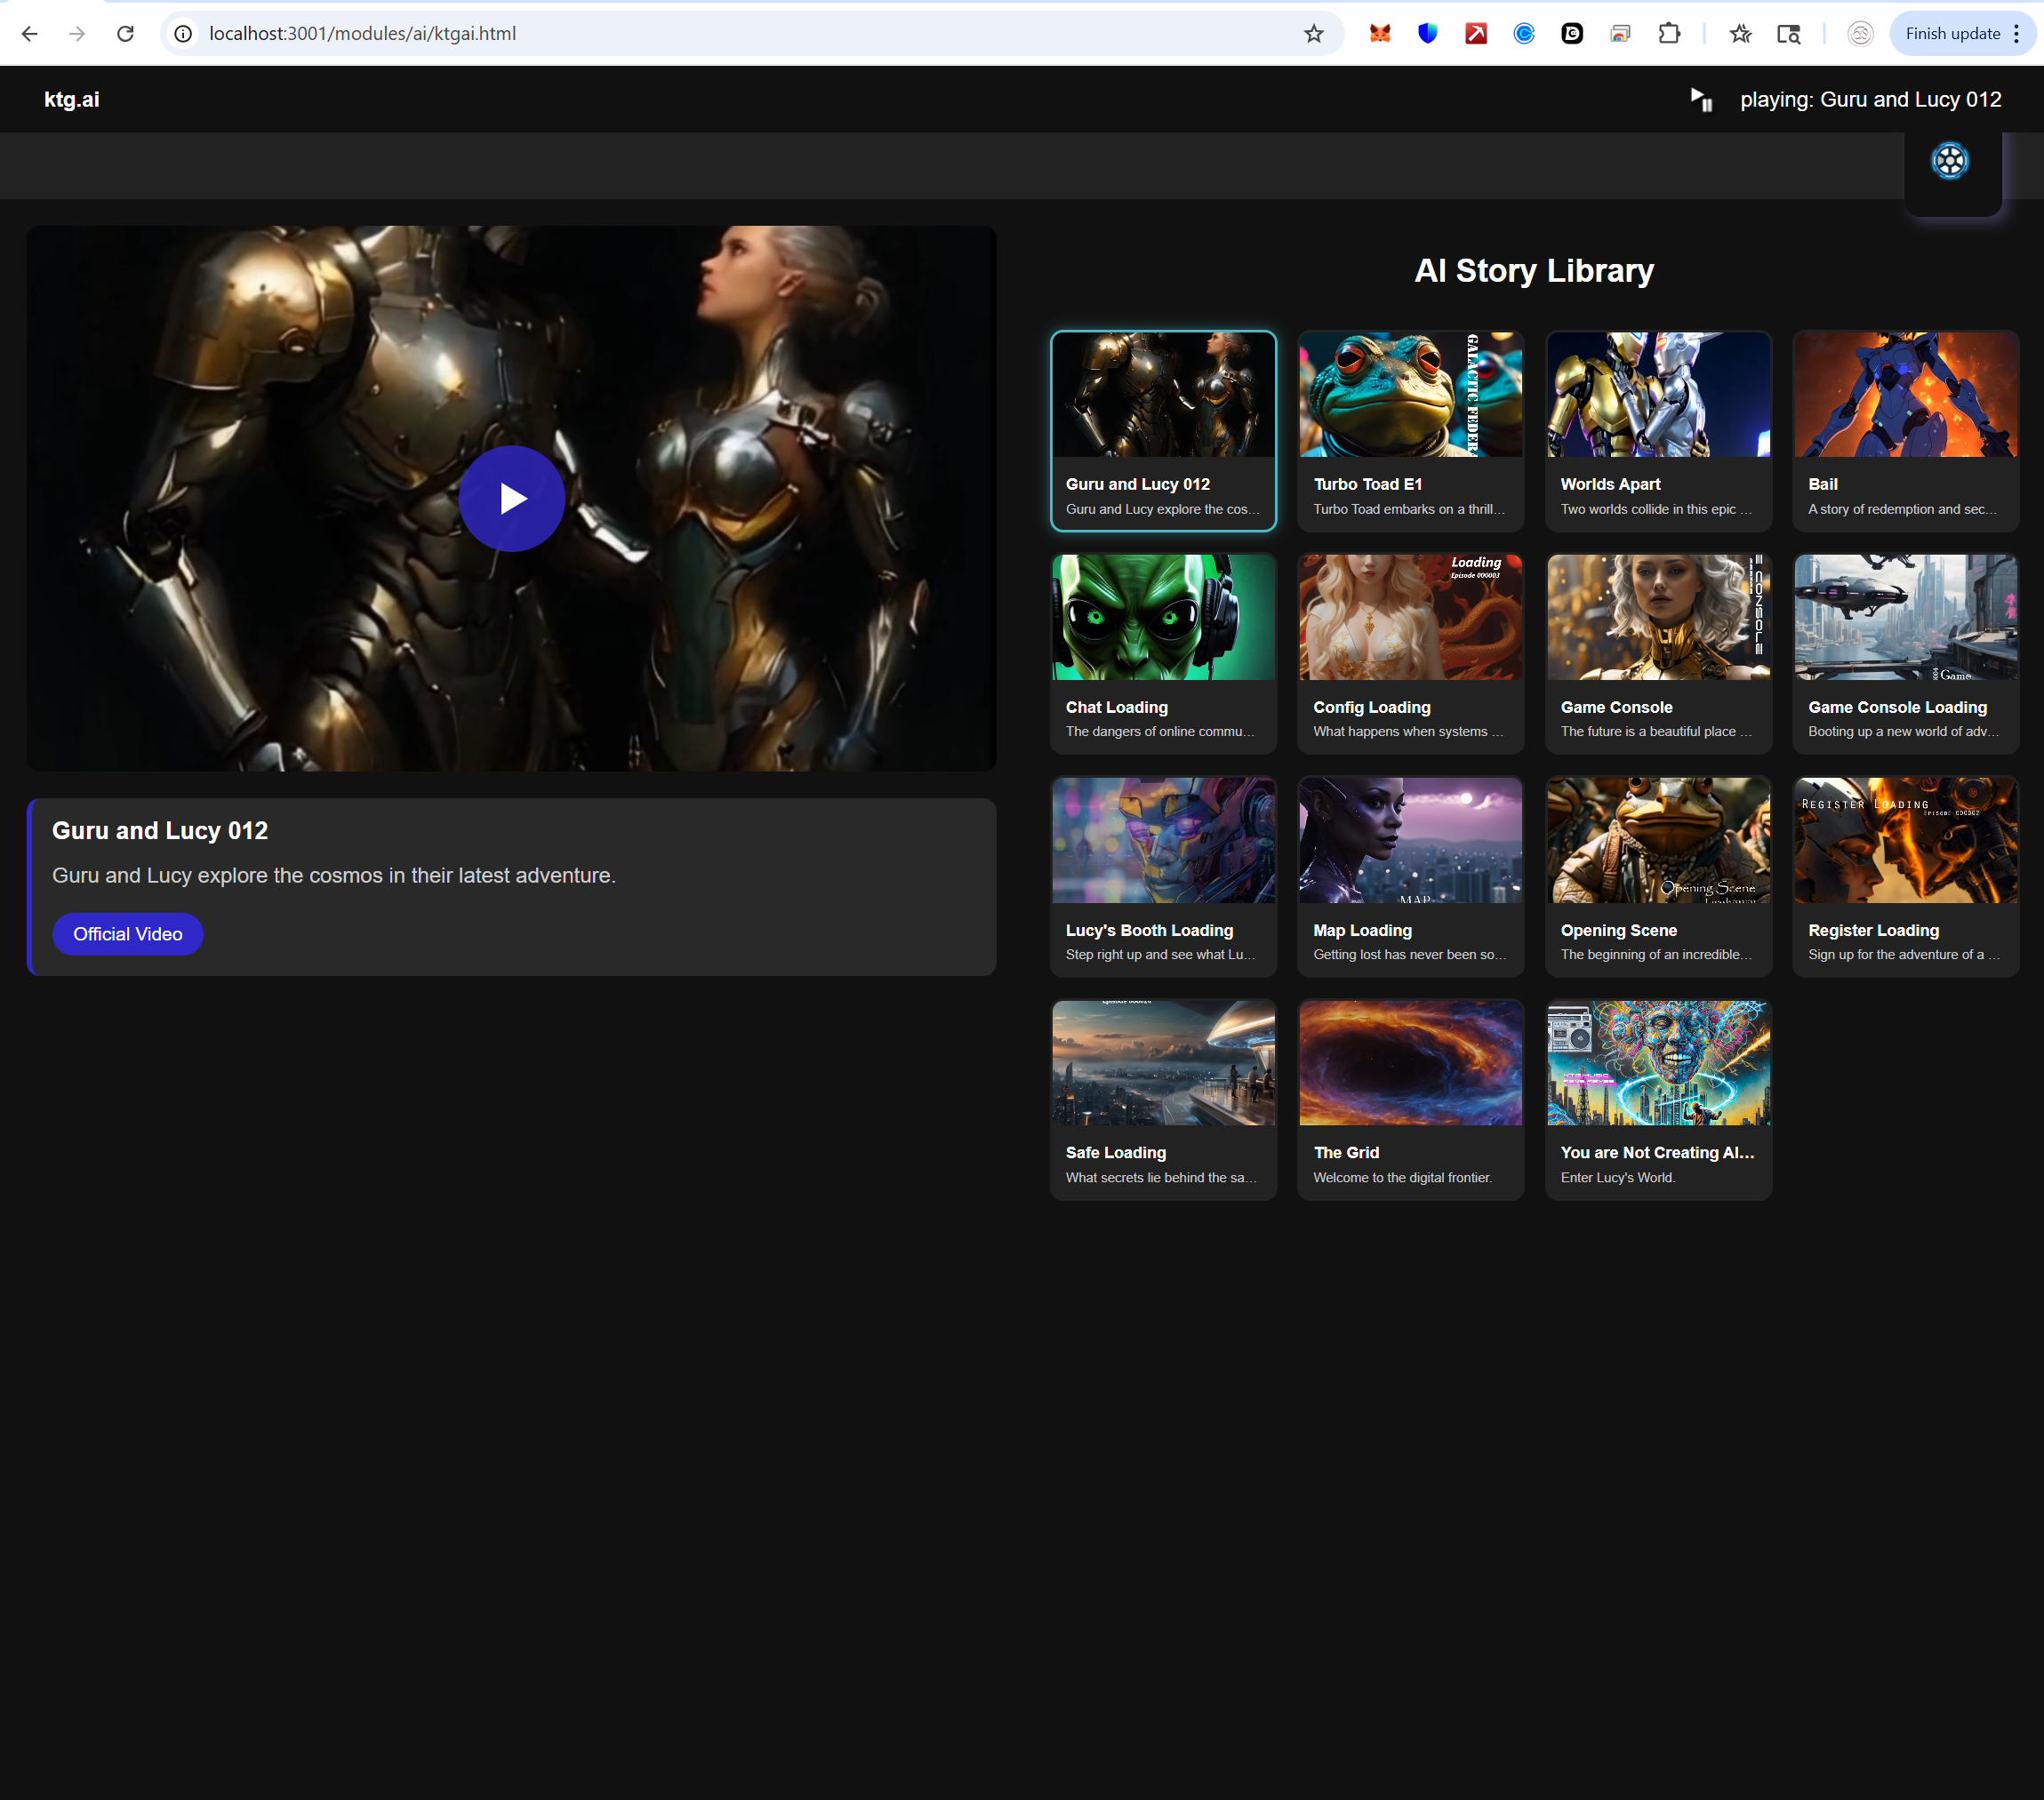 localhost:3001/modules/ai/ktgai.html
Finish update
ktg.ai
playing: Guru and Lucy 012
AI Story Library
Guru and Lucy 012
Guru and Lucy explore the cosmos in their latest adventure.
Official Video
GALACTIC FEDERA
Guru and Lucy 012
Guru and Lucy explore the cos...
Turbo Toad E1
Turbo Toad embarks on a thrill...
Worlds Apart
Two worlds collide in this epic ...
Bail
A story of redemption and sec...
Loading
Episode 000003
CONSOLE
Game
Chat Loading
The dangers of online commu...
Config Loading
What happens when systems ...
Game Console
The future is a beautiful place ...
Game Console Loading
Booting up a new world of adv...
MAP
Opening Scene
Register Loading
Episode 000002
Lucy's Booth Loading
Step right up and see what Lu...
Map Loading
Getting lost has never been so...
Opening Scene
The beginning of an incredible...
Register Loading
Sign up for the adventure of a ...
Safe Loading
What secrets lie behind the sa...
The Grid
Welcome to the digital frontier.
You are Not Creating AI...
Enter Lucy's World.